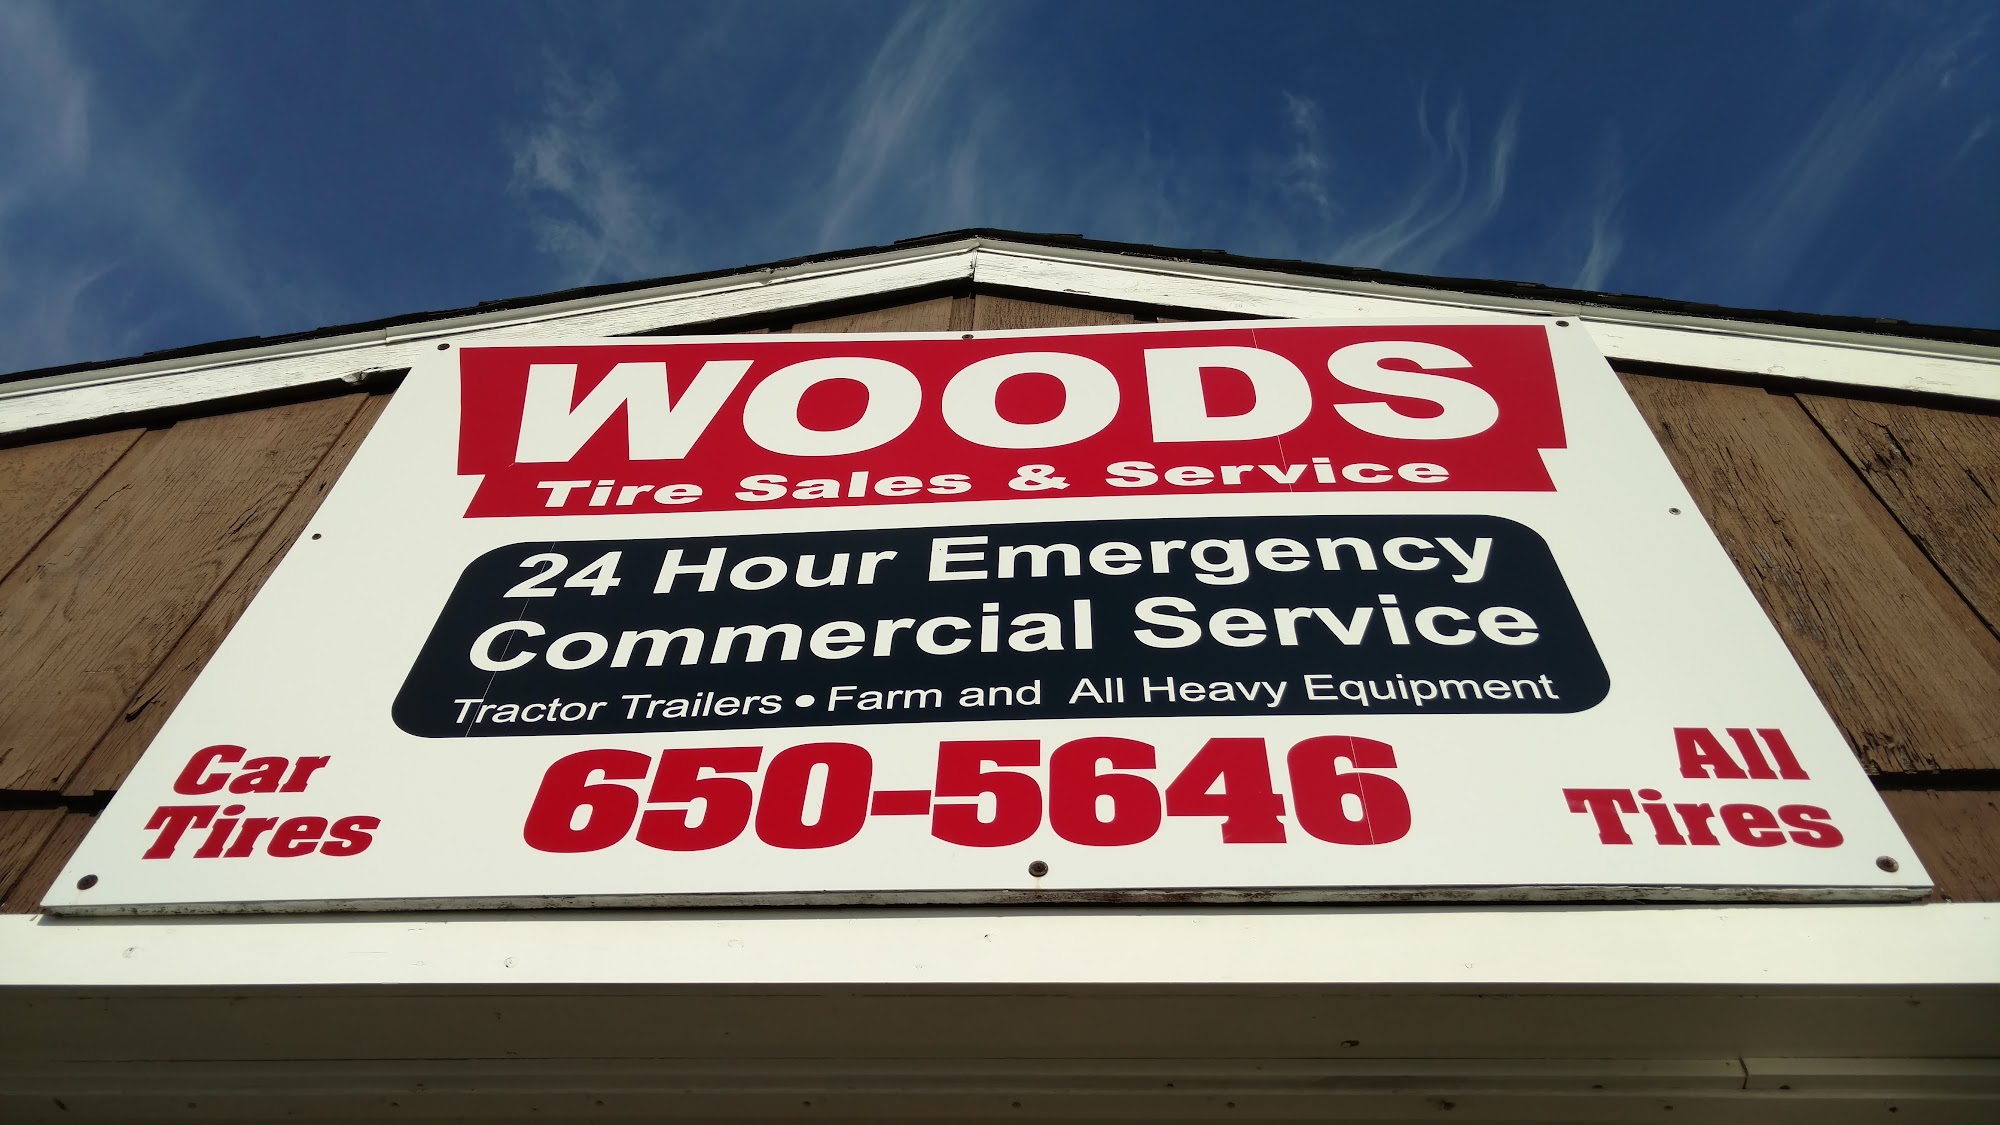 WOODS
Tire Sales & Service
24 Hour Emergency
Commercial Service
Tractor Trailers • Farm and All Heavy Equipment
Car
Tires
650-5646
All
Tires